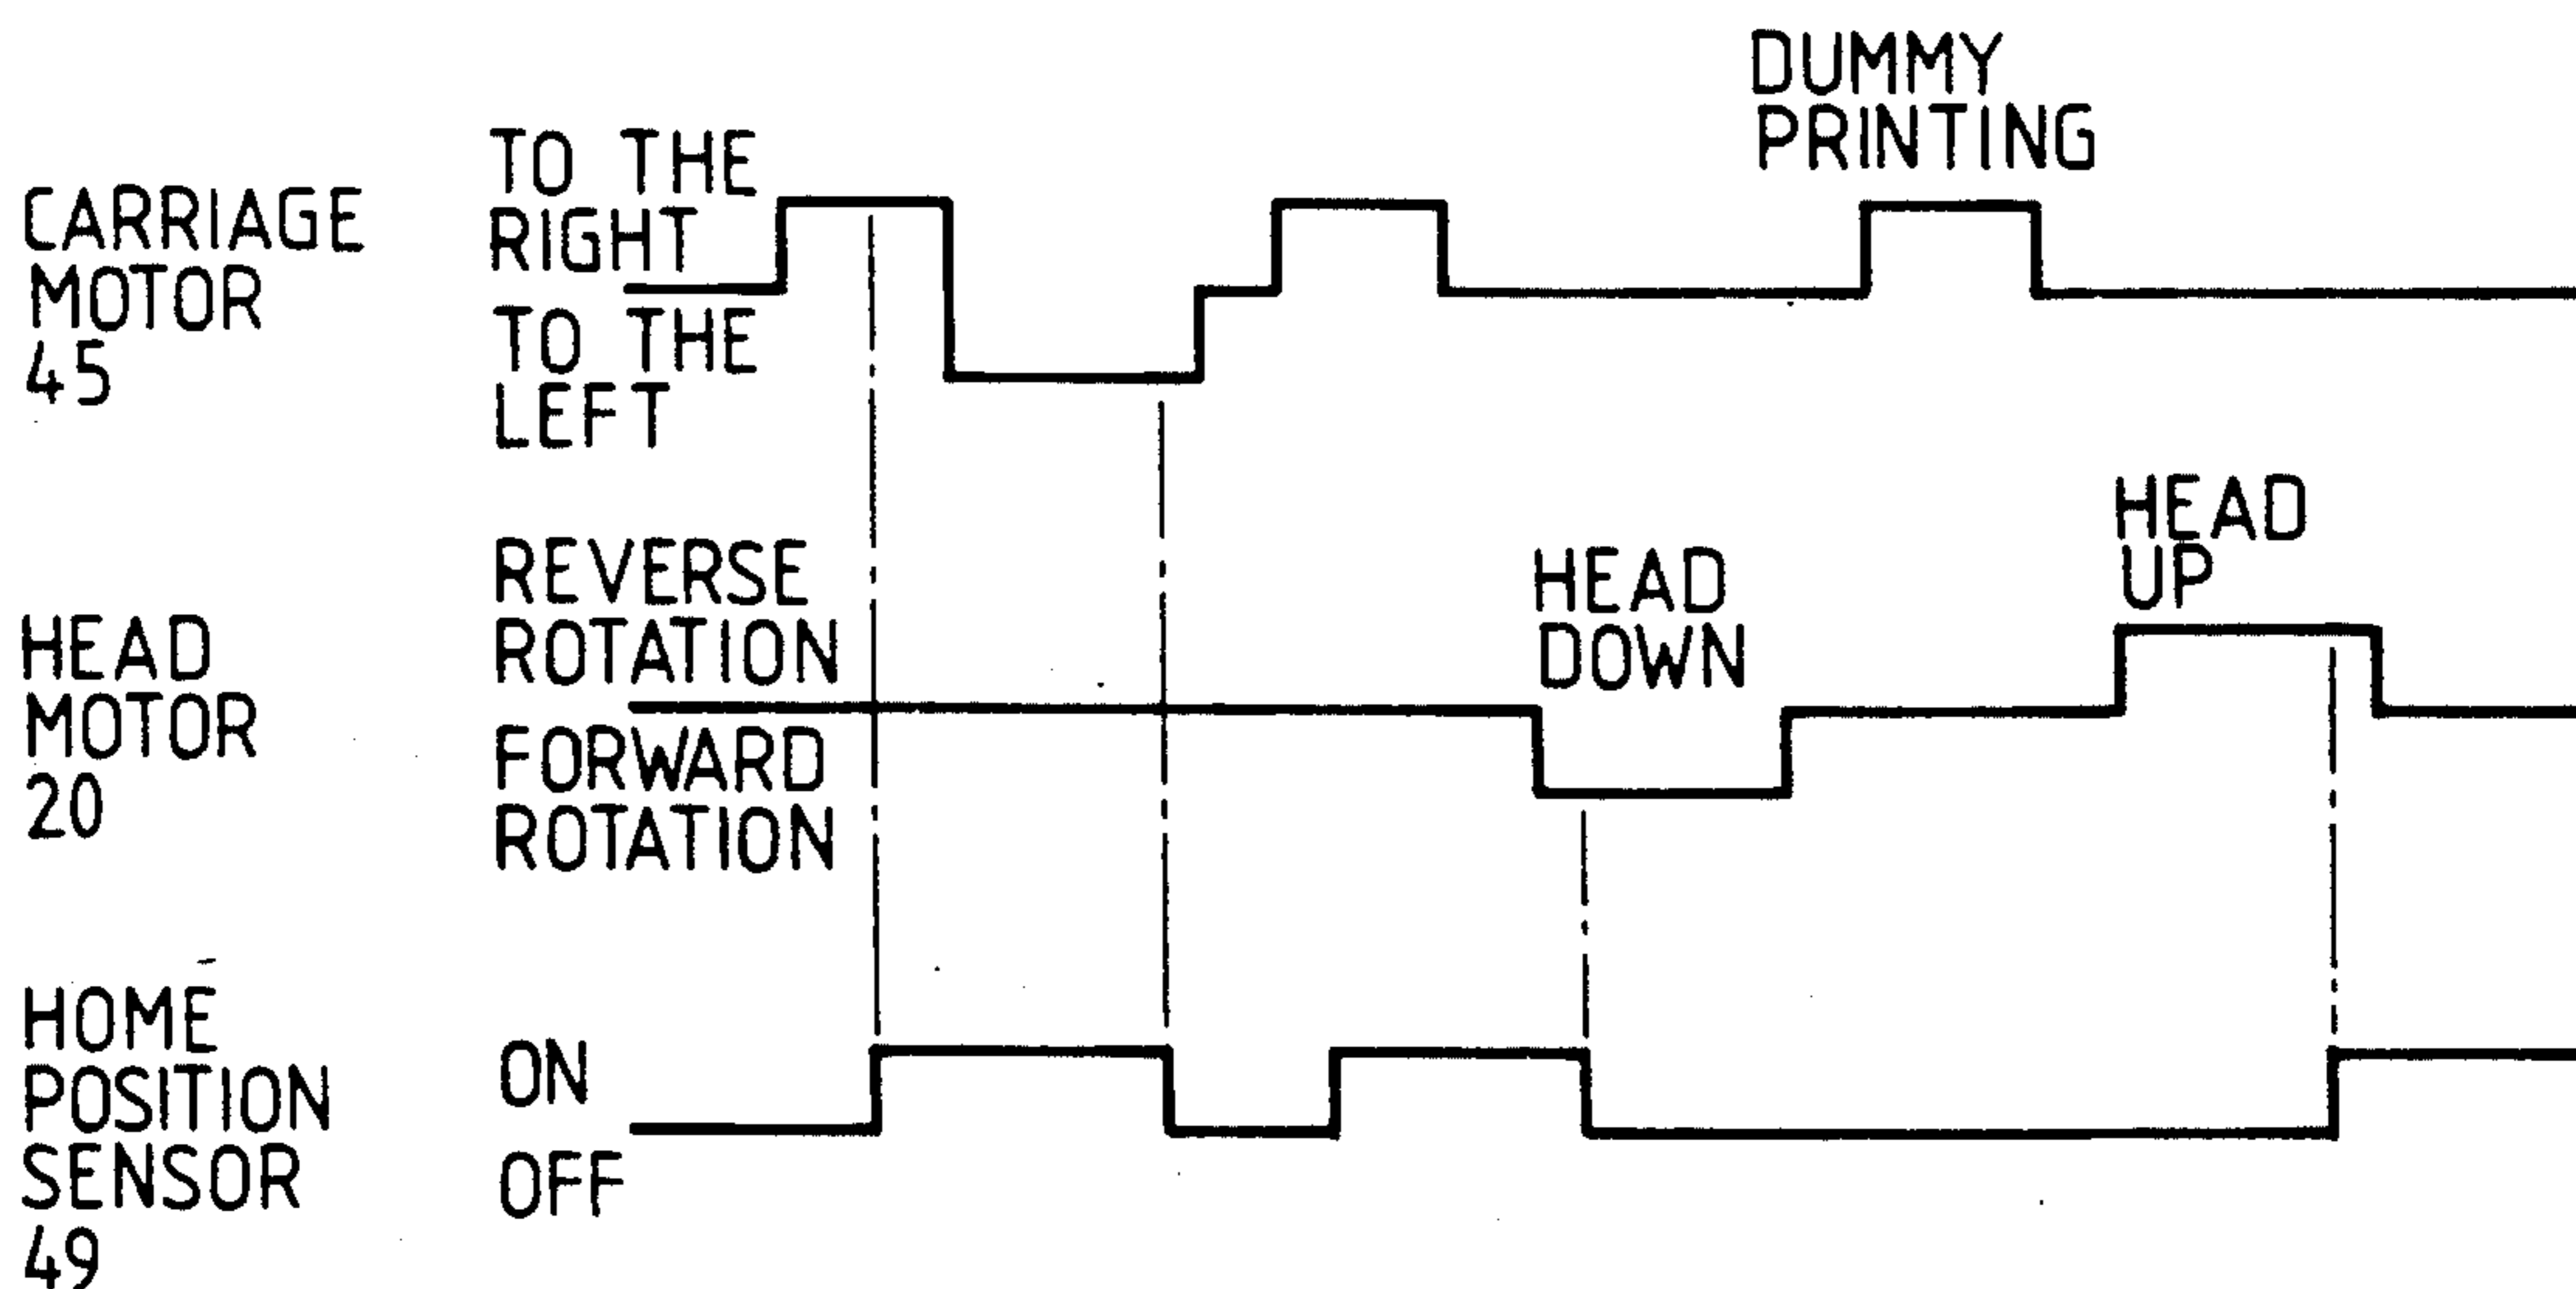 DUMMY
PRINTING
CARRIAGE
MOTOR
45
TO THE
RIGHT
TO THE
LEFT
HEAD
MOTOR
20
REVERSE
ROTATION
FORWARD
ROTATION
HEAD
DOWN
HEAD
UP
HOME
POSITION
SENSOR
49
ON
OFF